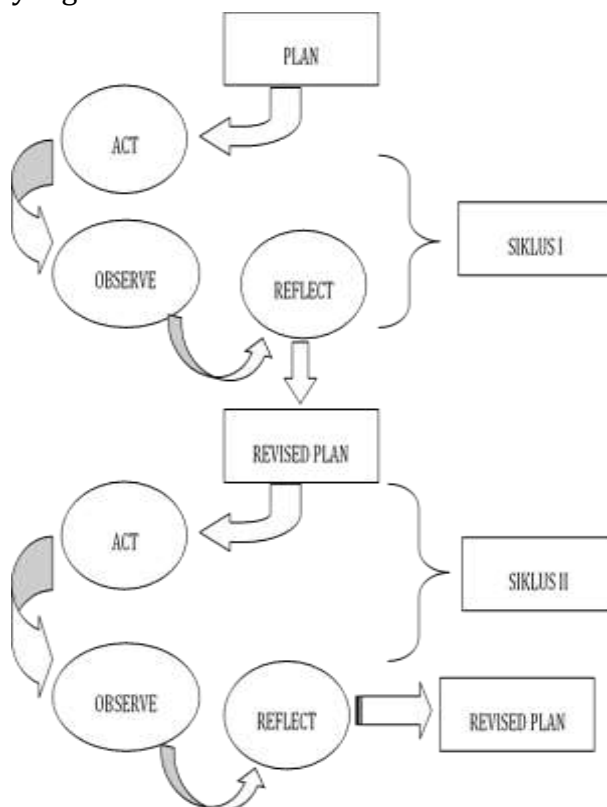 PLAN
ACT
SIKLUS I
OBSERVE
REFLECT
REVISED PLAN
ACT
SIKLUS II
OBSERVE
REFLECT
REVISED PLAN